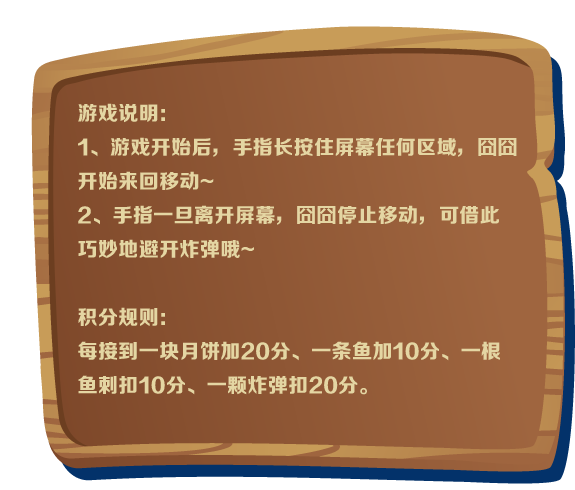 游戏说明:
1、游戏开始后，手指长按住屏幕任何区域，囧囧
开始来回移动~
2、手指一旦离开屏幕，囧囧停止移动，可借此
巧妙地避开炸弹哦~
积分规则:
每接到一块月饼加20分、一条鱼加10分、一根
鱼刺扣10分、一颗炸弹扣20分。